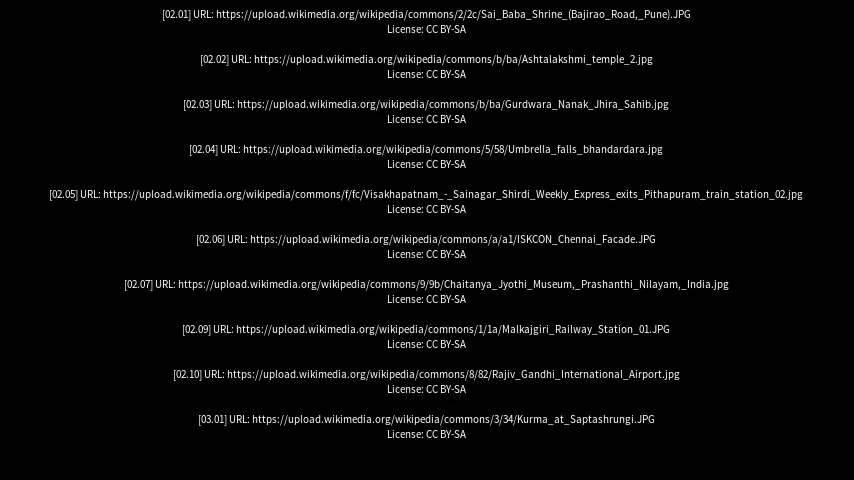 [02.01] URL: https://upload.wikimedia.org/wikipedia/commons/2/2c/Sai_Baba_Shrine_(Bajirao_Road,_Pune).JPG
License: CC BY-SA
[02.02] URL: https://upload.wikimedia.org/wikipedia/commons/b/ba/Ashtalakshmi_temple_2.jpg
License: CC BY-SA
[02.03] URL: https://upload.wikimedia.org/wikipedia/commons/b/ba/Gurdwara_Nanak_Jhira_Sahib.jpg
License: CC BY-SA
[02.04] URL: https://upload.wikimedia.org/wikipedia/commons/5/58/Umbrella_falls_bhandardara.jpg
License: CC BY-SA
[02.05] URL: https://upload.wikimedia.org/wikipedia/commons/f/fc/Visakhapatnam_-_Sainagar_Shirdi_Weekly_Express_exits_Pithapuram_train_station_02.jpg
License: CC BY-SA
[02.06] URL: https://upload.wikimedia.org/wikipedia/commons/a/a1/ISKCON_Chennai_Facade.JPG
License: CC BY-SA
[02.07] URL: https://upload.wikimedia.org/wikipedia/commons/9/9b/Chaitanya_Jyothi_Museum,_Prashanthi_Nilayam,_India.jpg
License: CC BY-SA
[02.09] URL: https://upload.wikimedia.org/wikipedia/commons/1/1a/Malkajgiri_Railway_Station_01.JPG
License: CC BY-SA
[02.10] URL: https://upload.wikimedia.org/wikipedia/commons/8/82/Rajiv_Gandhi_International_Airport.jpg
License: CC BY-SA
[03.01] URL: https://upload.wikimedia.org/wikipedia/commons/3/34/Kurma_at_Saptashrungi.JPG
License: CC BY-SA